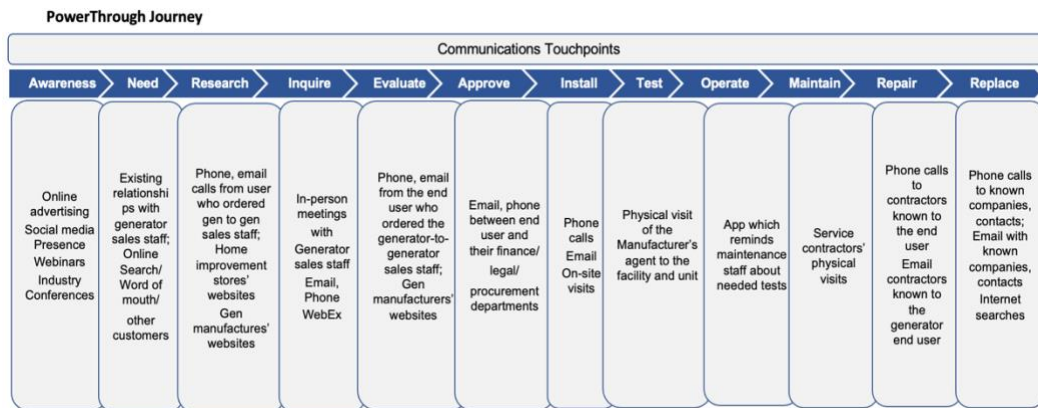 PowerThrough Journey
Communications Touchpoints
Awareness
Need
Research
Inquire
Evaluate
Approve
Install
Test
Operate
Maintain
Repair
Replace
Online
advertising
Social media
Presence
Webinars
Industry
Conferences
Existing
relationshi
ps with
generator
sales staff;
Online
Search/
Word of
mouth/
other
customers
Phone, email
calls from user
who ordered
gen to gen
sales staff;
Home
improvement
stores'
websites
Gen
manufactures'
websites
In-person
meetings
with
Generator
sales staff
Email,
Phone
WebEx
Phone, email
from the end
user who
ordered the
generator-to-
generator
sales staff;
Gen
manufacturers'
websites
Email, phone
between end
user and
their finance/
legal/
procurement
departments
Phone
calls
Email
On-site
visits
Physical visit
of the
Manufacturer's
agent to the
facility and unit
App which
reminds
maintenance
staff about
needed tests
Service
contractors'
physical
visits
Phone calls
to
contractors
known to
the end
user
Email
contractors
known to
the
generator
end user
Phone calls
to known
companies,
contacts;
Email with
known
companies,
contacts
Internet
searches